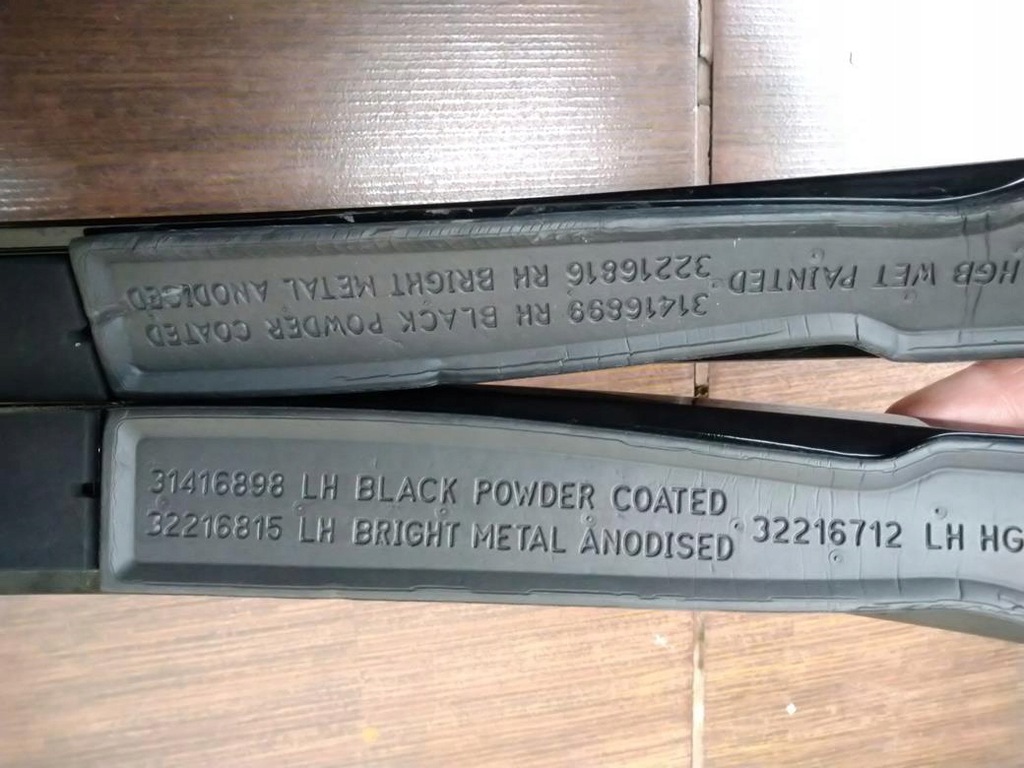 HGB WET PAINTED
31416899 RH BLACK POWDER COATED
32216816 RH BRIGHT METAL ANODISED
31416898 LH BLACK POWDER COATED
32216815 LH BRIGHT METAL ANODISED
32216712 LH HG